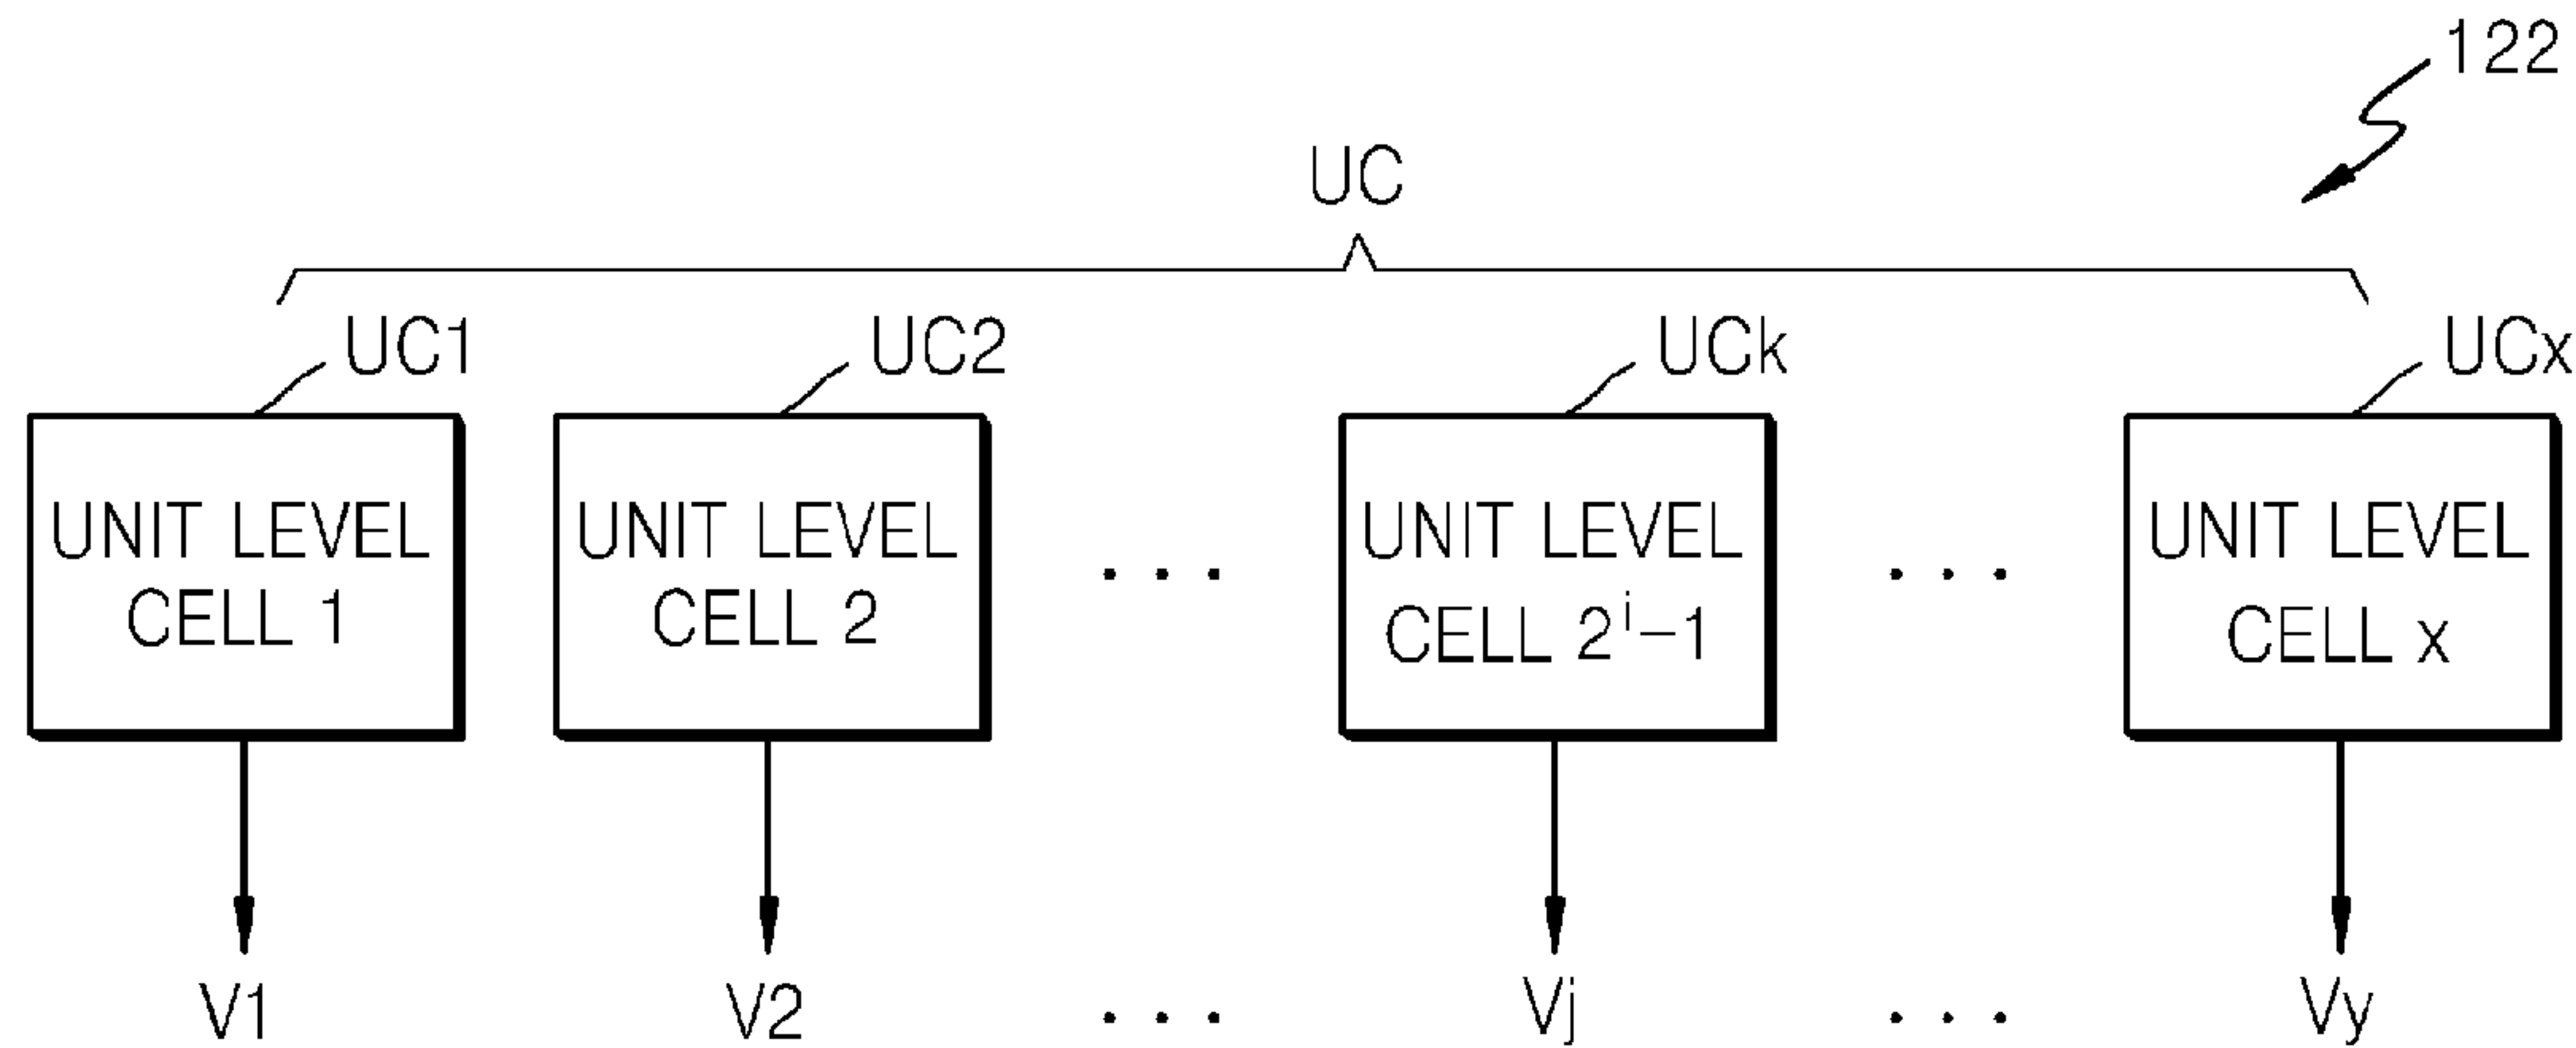 122
UC
UC1
UC2
UCk
UCx
UNIT LEVEL
CELL 1
UNIT LEVEL
CELL 2
...
UNIT LEVEL
CELL 2ⁱ-1
...
UNIT LEVEL
CELL x
V1
V2
...
Vj
...
Vy